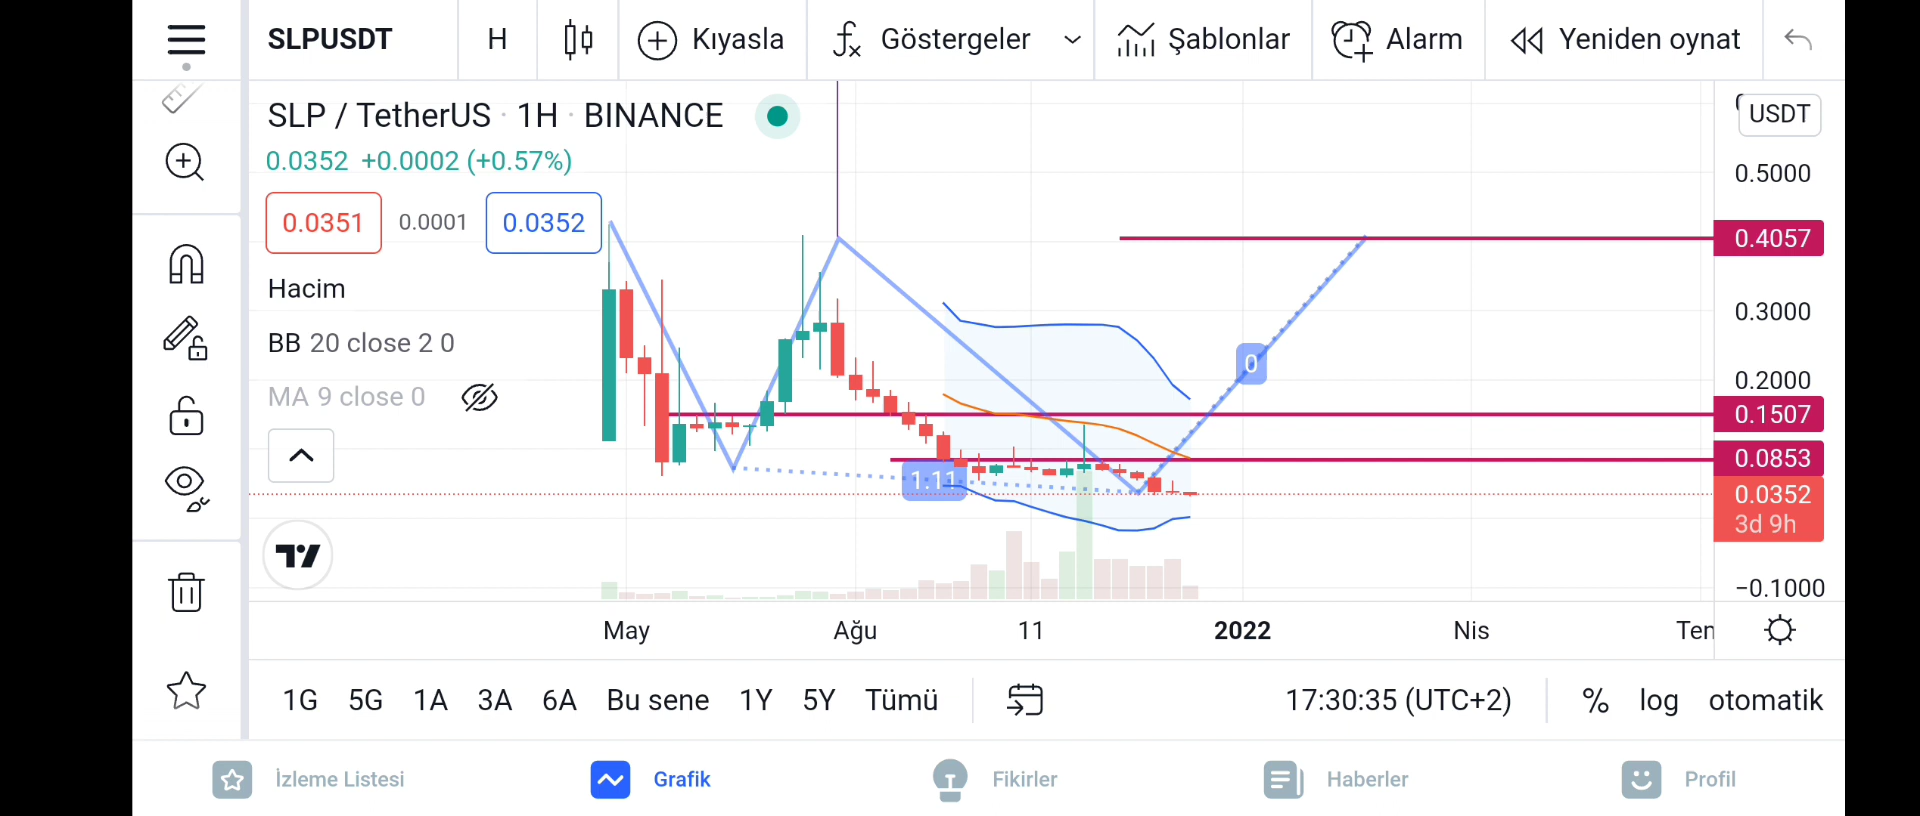 SLPUSDT H Kıyasla Göstergeler Şablonlar Alarm Yeniden oynat
SLP / TetherUS · 1H · BINANCE
USDT
0.0352 +0.0002 (+0.57%)
0.5000
0.0351 0.0001 0.0352
0.4057
Hacim
0.3000
BB 20 close 2 0
0
0.2000
MA 9 close 0
0.1507
0.0853
1.11
0.0352
3d 9h
−0.1000
May Ağu 11 2022 Nis Ten
1G 5G 1A 3A 6A Bu sene 1Y 5Y Tümü 17:30:35 (UTC+2) % log otomatik
İzleme Listesi Grafik Fikirler Haberler Profil